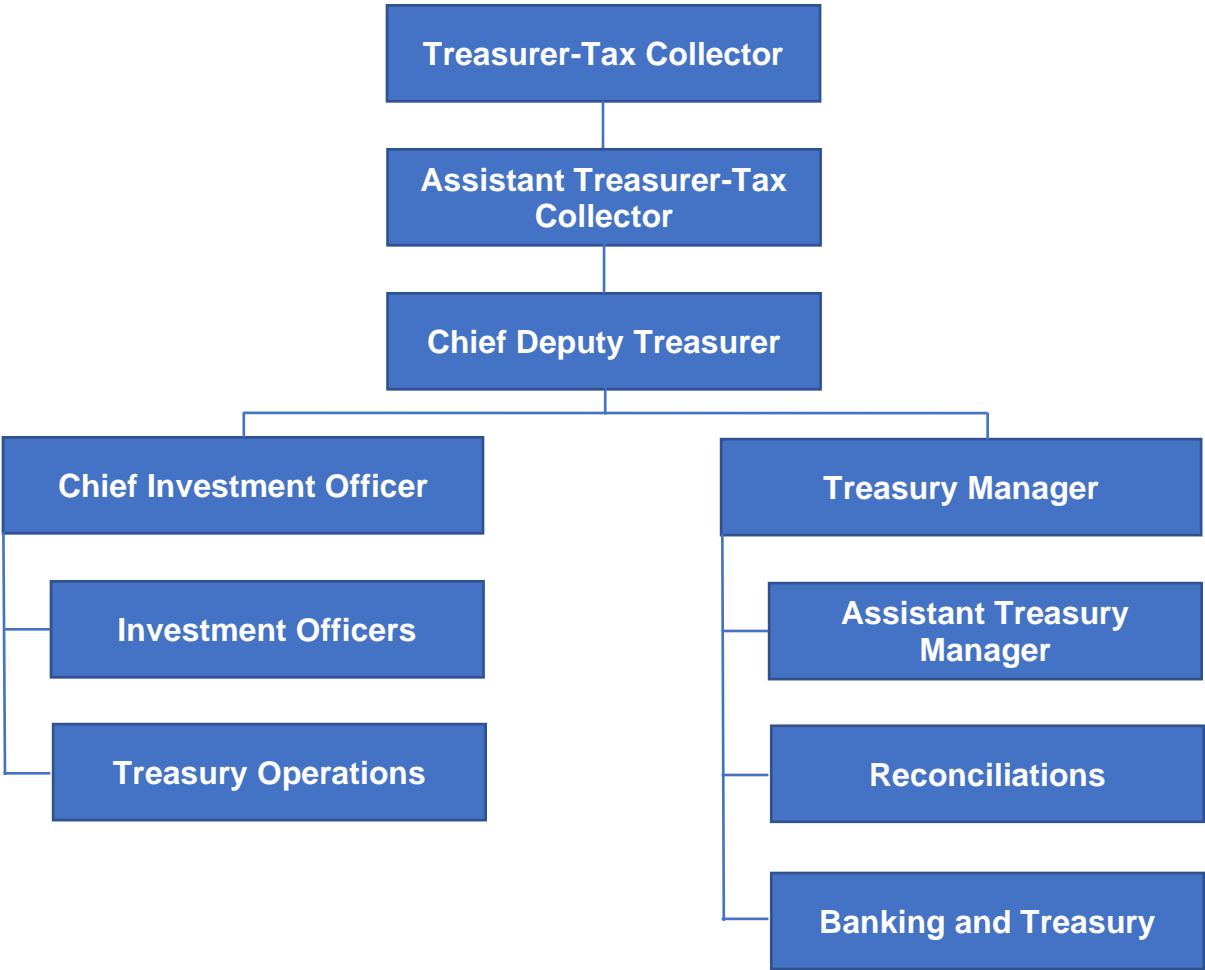 Treasurer-Tax Collector
Assistant Treasurer-Tax
Collector
Chief Deputy Treasurer
Chief Investment Officer
Investment Officers
Treasury Operations
Treasury Manager
Assistant Treasury
Manager
Reconciliations
Banking and Treasury